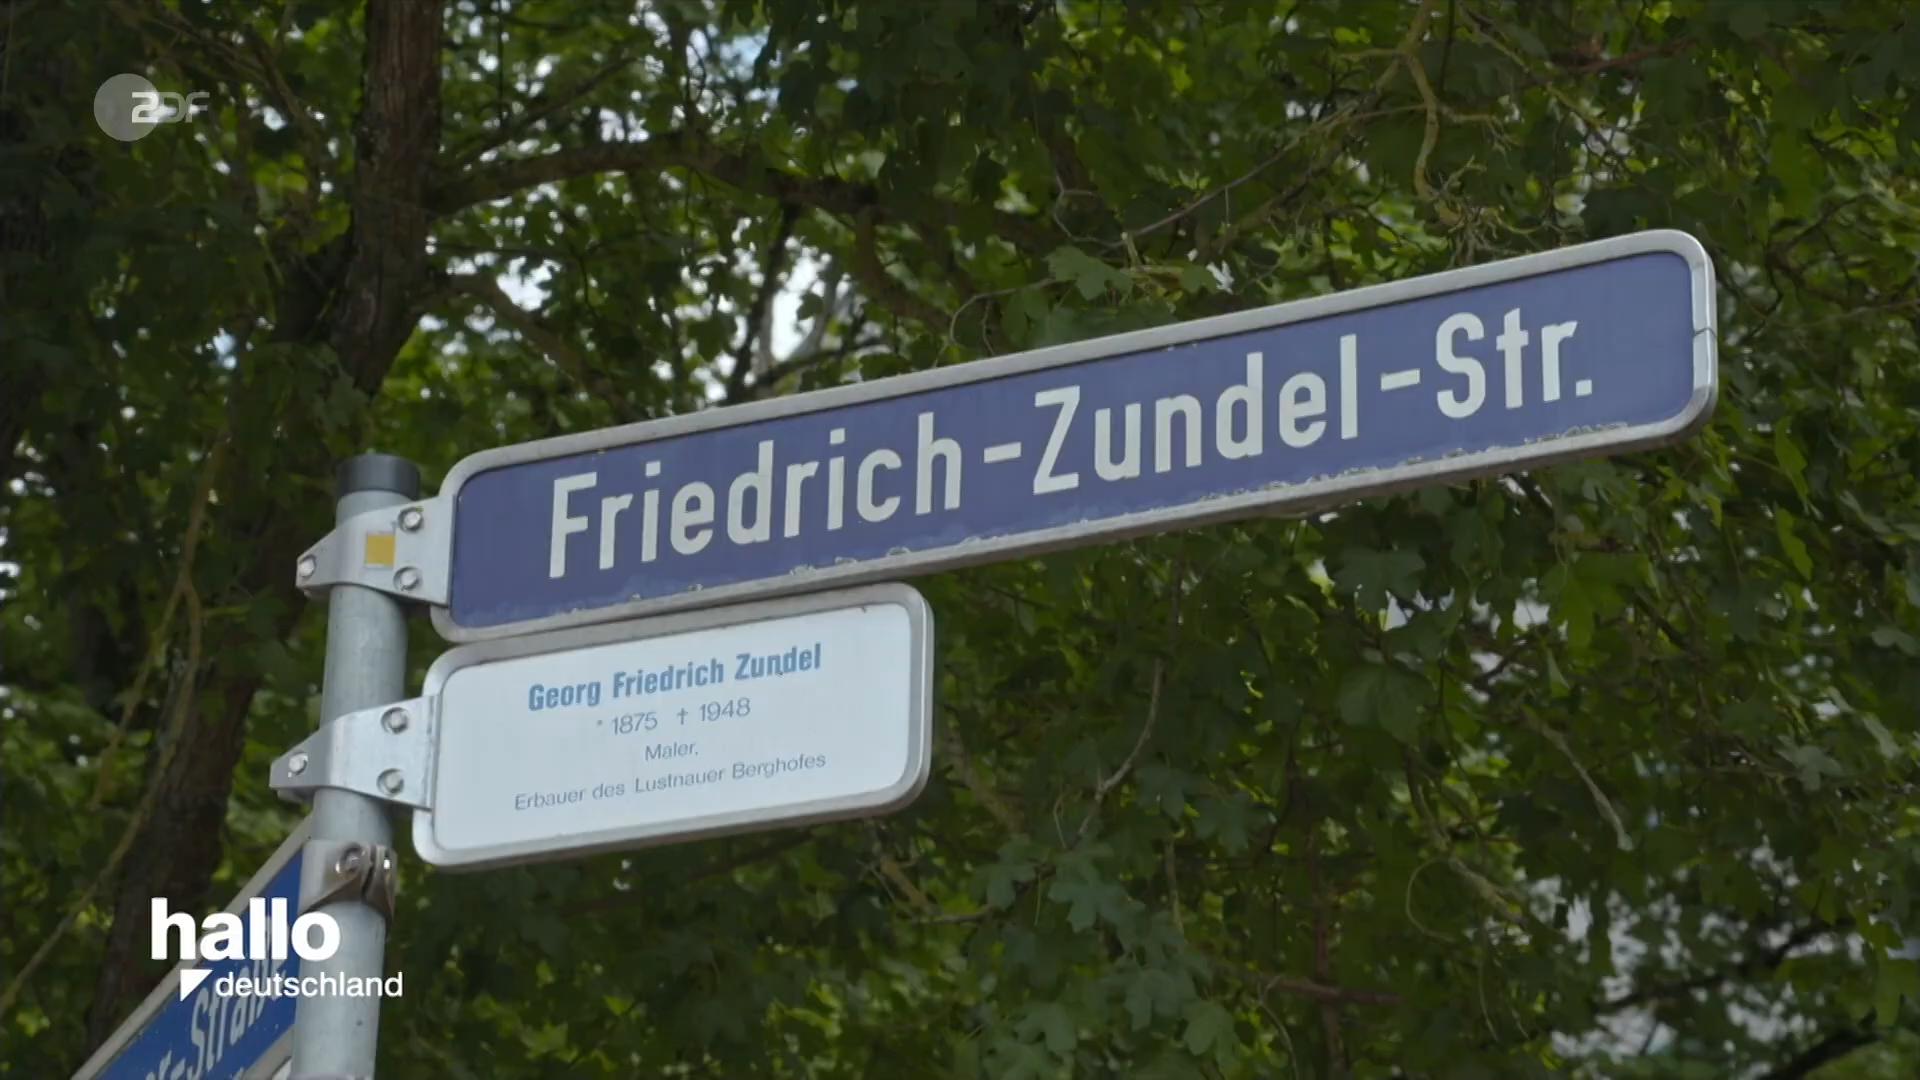 ZDF
Friedrich-Zundel-Str.
Georg Friedrich Zundel
* 1875 † 1948
Maler,
Erbauer des Lustnauer Berghofes
hallo
deutschland